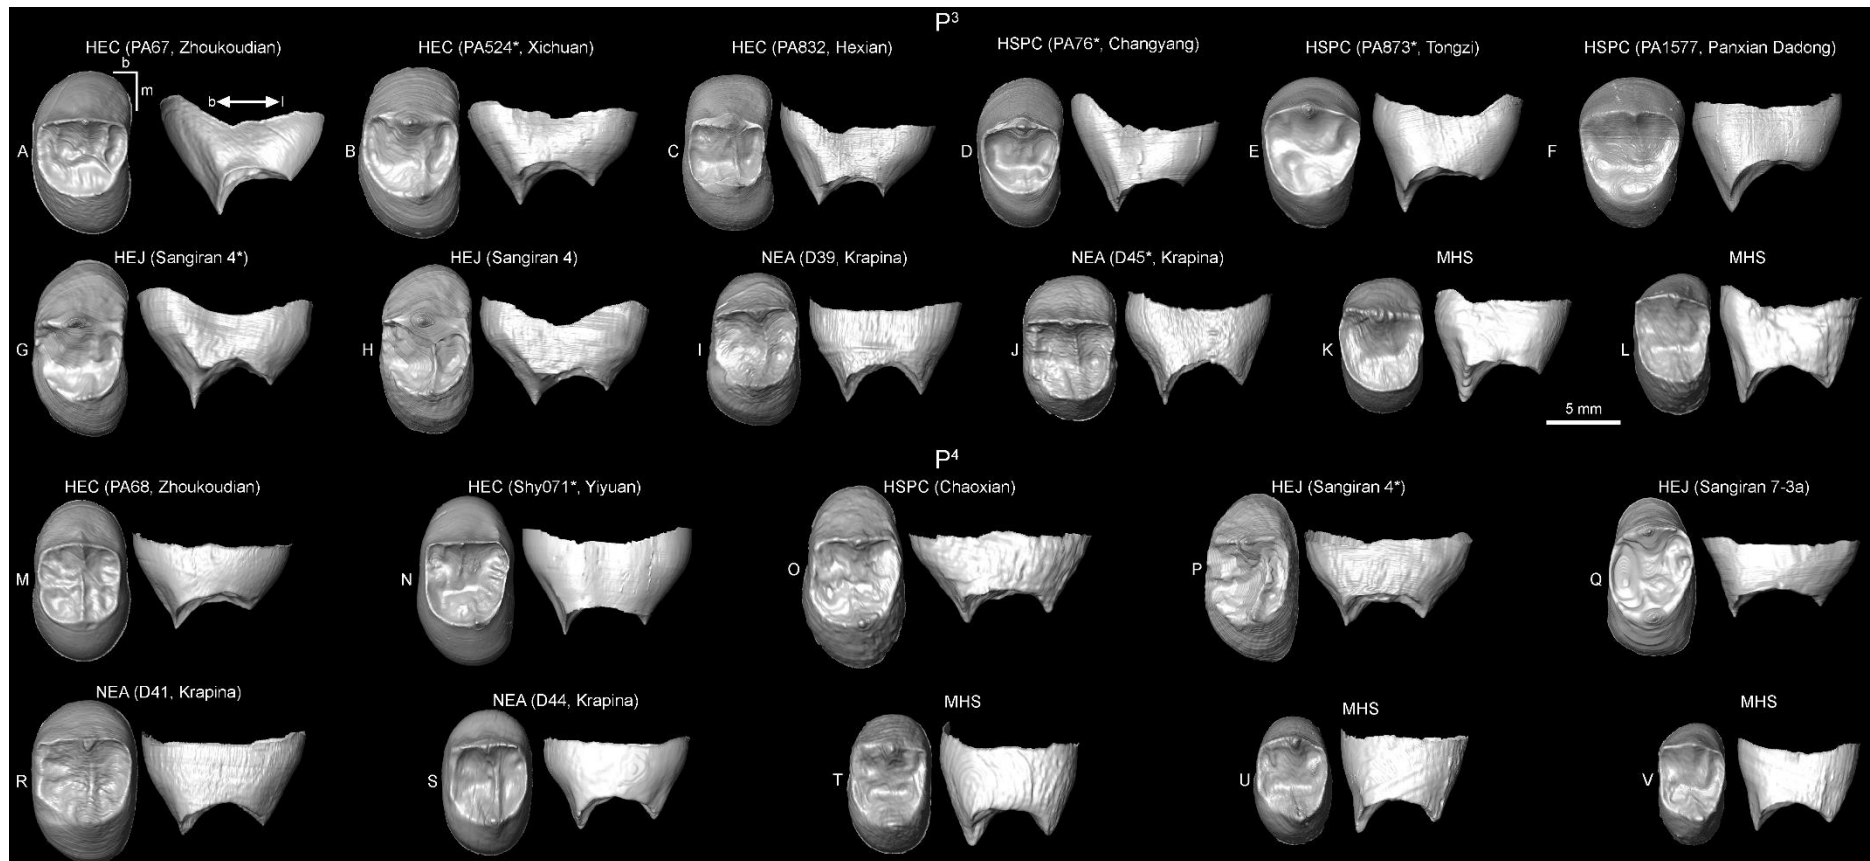 P³
HEC (PA67, Zhoukoudian)
HEC (PA524*, Xichuan)
HEC (PA832, Hexian)
HSPC (PA76*, Changyang)
HSPC (PA873*, Tongzi)
HSPC (PA1577, Panxian Dadong)
b
m
b l
A
B
C
D
E
F
HEJ (Sangiran 4*)
HEJ (Sangiran 4)
NEA (D39, Krapina)
NEA (D45*, Krapina)
MHS
MHS
G
H
I
J
K
L
5 mm
P⁴
HEC (PA68, Zhoukoudian)
HEC (Shy071*, Yiyuan)
HSPC (Chaoxian)
HEJ (Sangiran 4*)
HEJ (Sangiran 7-3a)
M
N
O
P
Q
NEA (D41, Krapina)
NEA (D44, Krapina)
MHS
MHS
MHS
R
S
T
U
V